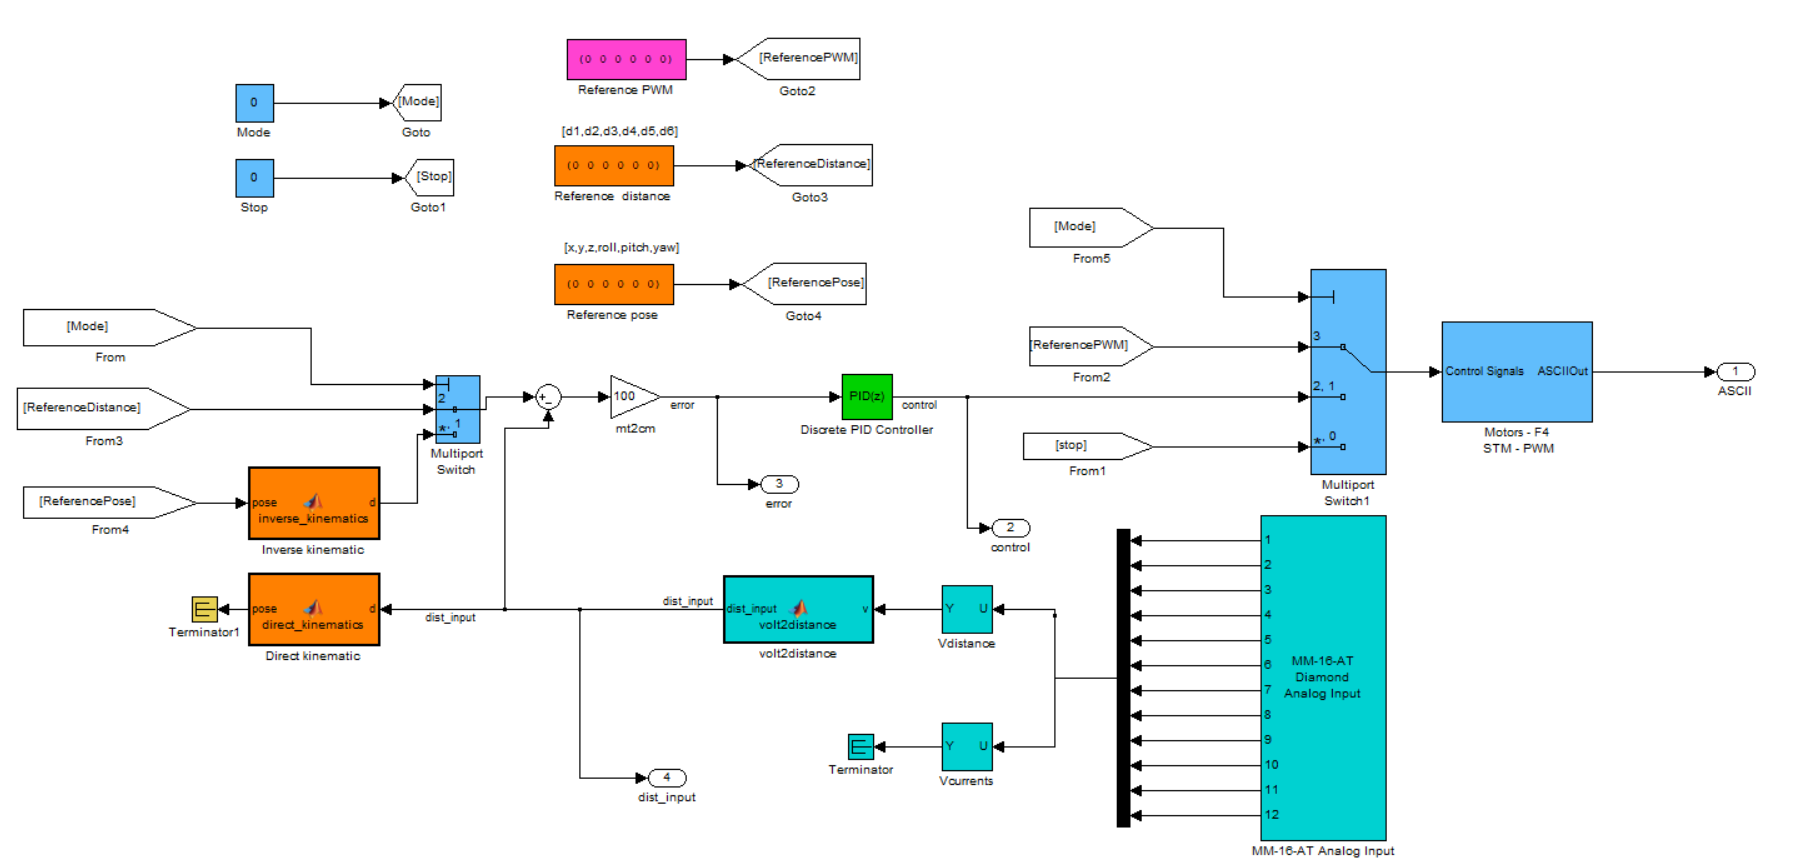 (0 0 0 0 0 0)
Reference PWM
[ReferencePWM]
Goto2
0
Mode
[Mode]
Goto
[d1,d2,d3,d4,d5,d6]
(0 0 0 0 0 0)
Reference distance
[ReferenceDistance]
Goto3
0
Stop
[Stop]
Goto1
[x,y,z,roll,pitch,yaw]
(0 0 0 0 0 0)
Reference pose
[ReferencePose]
Goto4
[Mode]
From5
[ReferencePWM]
From2
[stop]
From1
3
2, 1
*, 0
Multiport
Switch1
Control Signals
ASCIIOut
Motors - F4
STM - PWM
1
ASCII
[Mode]
From
[ReferenceDistance]
From3
[ReferencePose]
From4
pose
d
inverse_kinematics
Inverse kinematic
2
*, 1
Multiport
Switch
+
-
100
mt2cm
error
PID(z)
Discrete PID Controller
control
3
error
2
control
Terminator1
pose
d
direct_kinematics
Direct kinematic
dist_input
dist_input
dist_input
v
volt2distance
volt2distance
Y
U
Vdistance
Terminator
Y
U
Vcurrents
4
dist_input
1
2
3
4
5
6
7
8
9
10
11
12
MM-16-AT
Diamond
Analog Input
MM-16-AT Analog Input